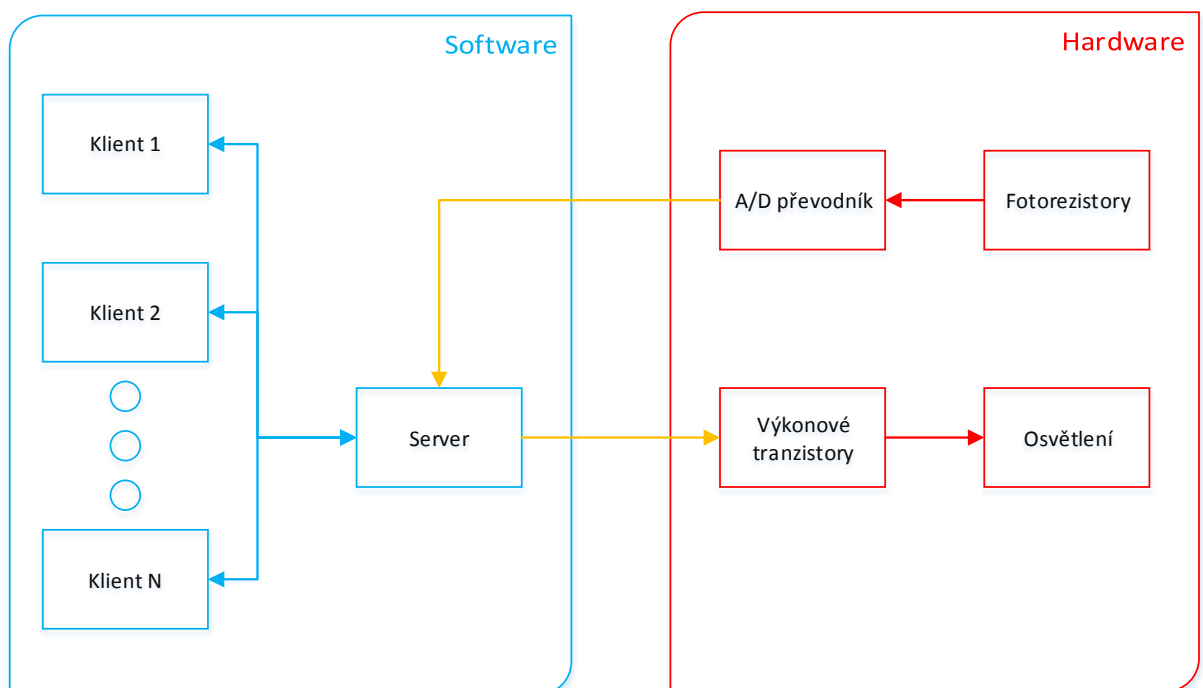 Software
Hardware
Klient 1
Klient 2
Klient N
Server
A/D převodník
Fotorezistory
Výkonové
tranzistory
Osvětlení